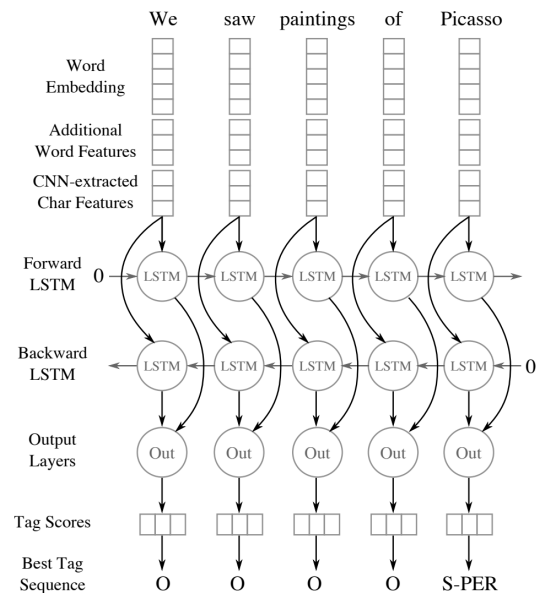 We saw paintings of Picasso
Word
Embedding
Additional
Word Features
CNN-extracted
Char Features
Forward
LSTM
0 LSTM LSTM LSTM LSTM LSTM
Backward
LSTM
LSTM LSTM LSTM LSTM LSTM 0
Output
Layers
Out Out Out Out Out
Tag Scores
Best Tag
Sequence
O O O O S-PER